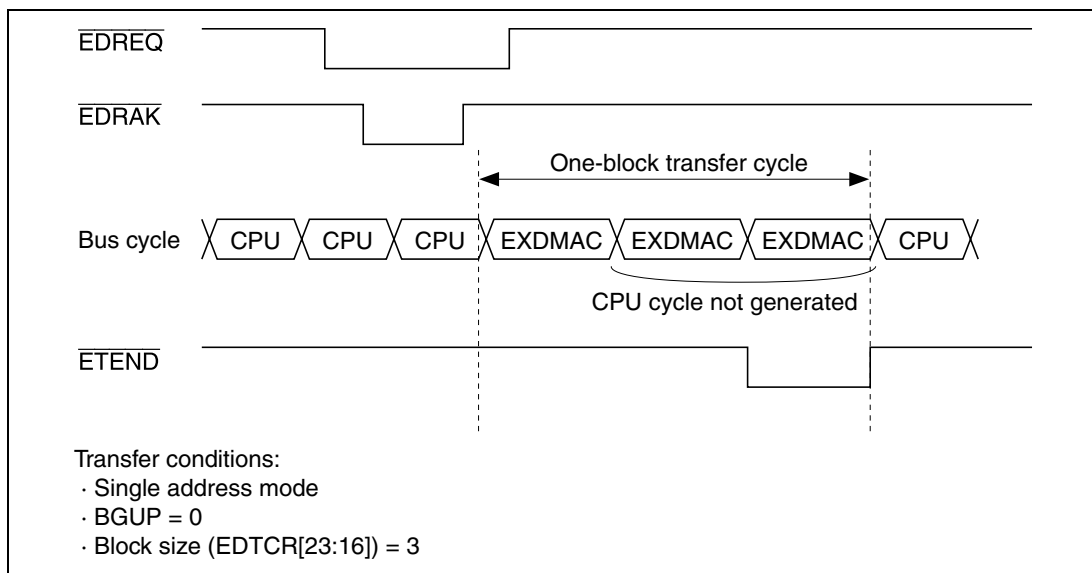 EDREQ
EDRAK
One-block transfer cycle
Bus cycle CPU CPU CPU EXDMAC EXDMAC EXDMAC CPU
CPU cycle not generated
ETEND
Transfer conditions:
· Single address mode
· BGUP = 0
· Block size (EDTCR[23:16]) = 3